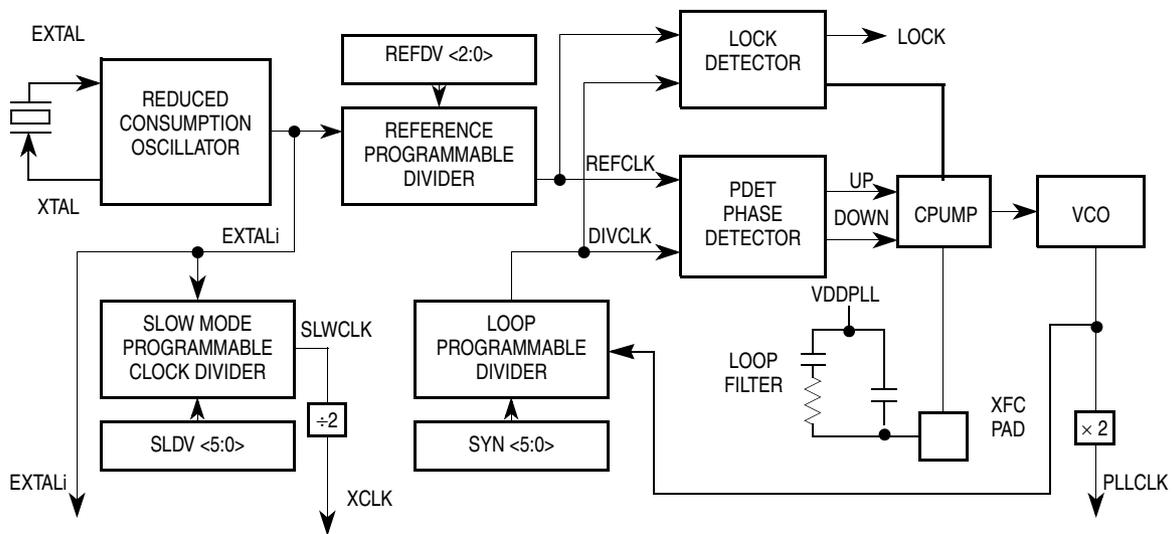 EXTAL
XTAL
REDUCED
CONSUMPTION
OSCILLATOR
REFDV <2:0>
REFERENCE
PROGRAMMABLE
DIVIDER
LOCK
DETECTOR
LOCK
REFCLK
DIVCLK
PDET
PHASE
DETECTOR
UP
DOWN
CPUMP
VCO
EXTALi
SLOW MODE
PROGRAMMABLE
CLOCK DIVIDER
SLWCLK
÷2
SLDV <5:0>
EXTALi
XCLK
LOOP
PROGRAMMABLE
DIVIDER
SYN <5:0>
VDDPLL
LOOP
FILTER
XFC
PAD
× 2
PLLCLK